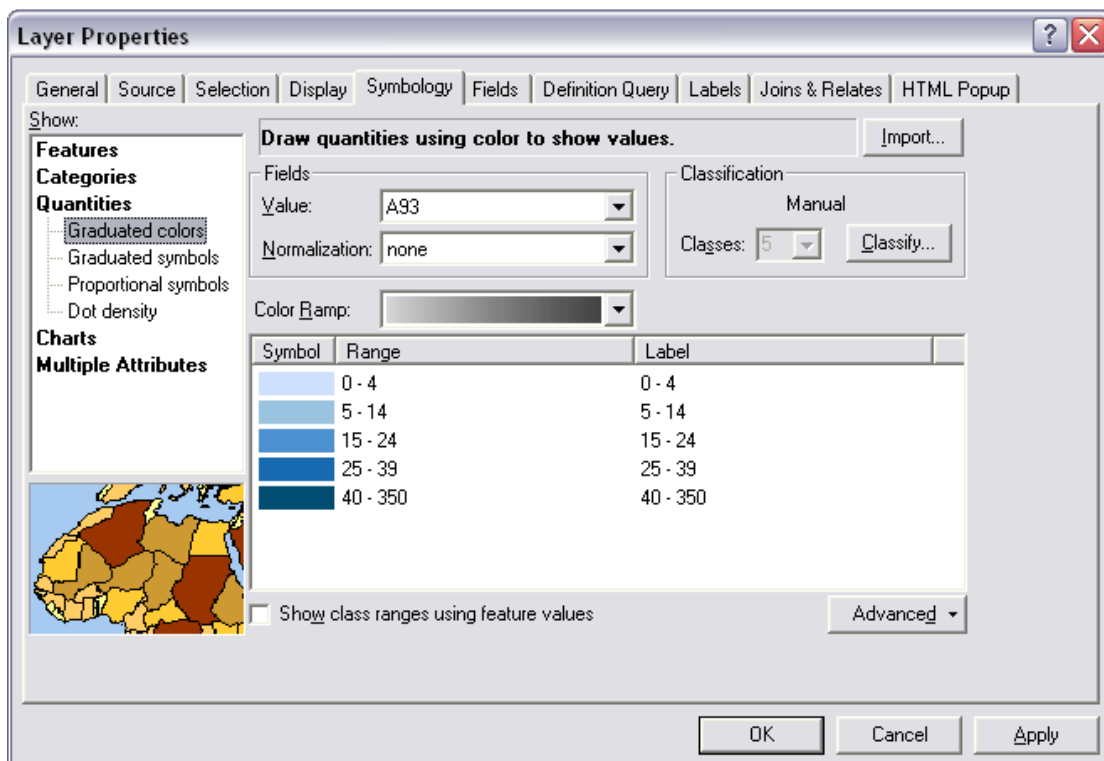 Layer Properties
General Source Selection Display Symbology Fields Definition Query Labels Joins & Relates HTML Popup
Show:
Features
Categories
Quantities
Graduated colors
Graduated symbols
Proportional symbols
Dot density
Charts
Multiple Attributes
Draw quantities using color to show values.
Import...
Fields
Value: A93
Normalization: none
Classification
Manual
Classes: 5 Classify...
Color Ramp:
Symbol Range Label
0 - 4 0 - 4
5 - 14 5 - 14
15 - 24 15 - 24
25 - 39 25 - 39
40 - 350 40 - 350
Show class ranges using feature values
Advanced
OK Cancel Apply